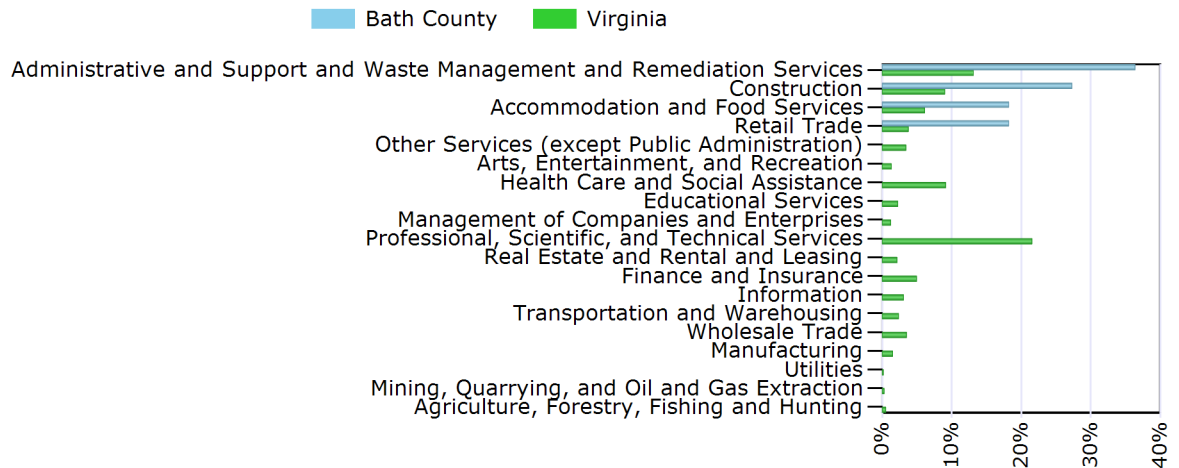 Bath County Virginia
Administrative and Support and Waste Management and Remediation Services
Construction
Accommodation and Food Services
Retail Trade
Other Services (except Public Administration)
Arts, Entertainment, and Recreation
Health Care and Social Assistance
Educational Services
Management of Companies and Enterprises
Professional, Scientific, and Technical Services
Real Estate and Rental and Leasing
Finance and Insurance
Information
Transportation and Warehousing
Wholesale Trade
Manufacturing
Utilities
Mining, Quarrying, and Oil and Gas Extraction
Agriculture, Forestry, Fishing and Hunting
0% 10% 20% 30% 40%